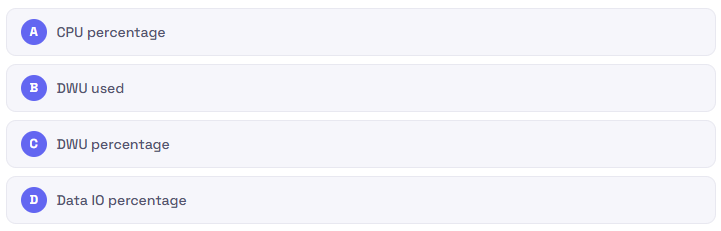 A CPU percentage
B DWU used
C DWU percentage
D Data IO percentage